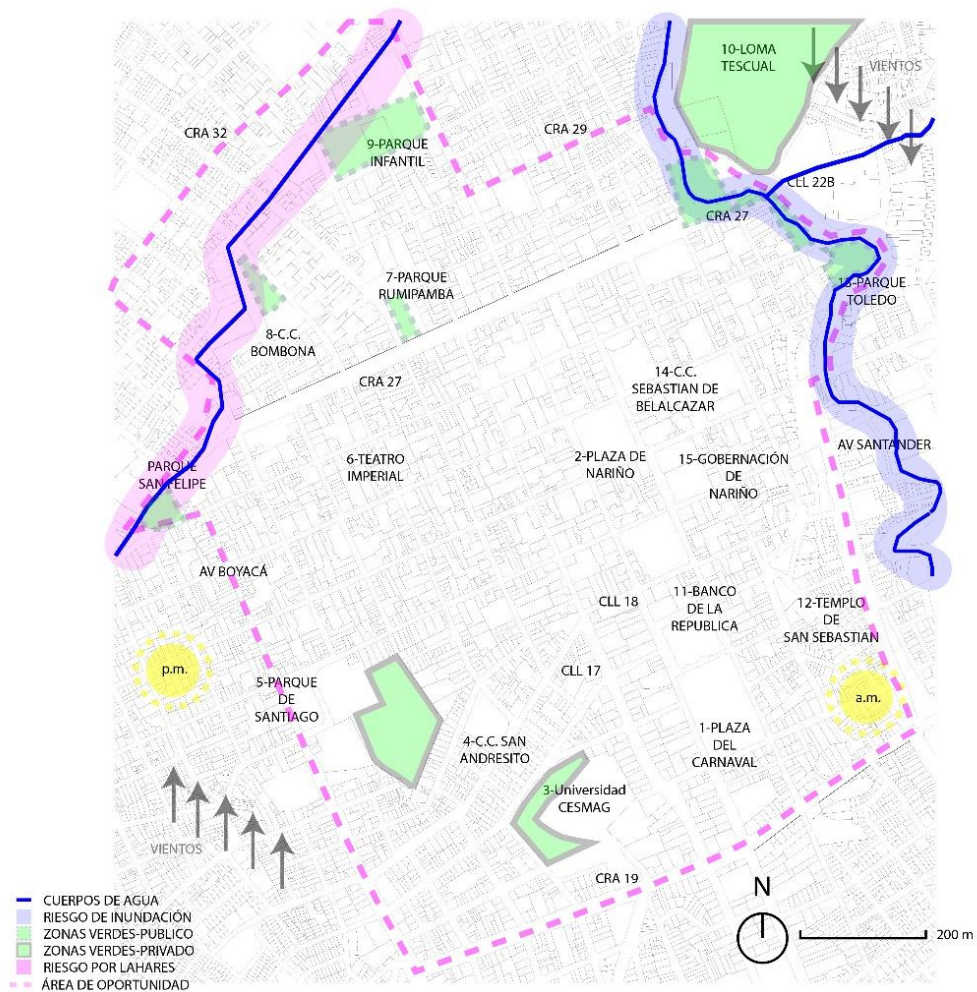 10-LOMA
TESCUAL
VIENTOS
CRA 32
CRA 29
9-PARQUE
INFANTIL
CEL 22B
CRA 27
7-PARQUE
RUMIPAMBA
13-PARQUE
TOLEDO
8-C.C.
BOMBONA
CRA 27
14-C.C.
SEBASTIAN DE
BELALCAZAR
AV SANTANDER
PARQUE
SAN FELIPE
6-TEATRO
IMPERIAL
2-PLAZA DE
NARIÑO
15-GOBERNACIÓN
DE
NARIÑO
AV BOYACÁ
CLL 18
11-BANCO
DE LA
REPUBLICA
12-TEMPLO
DE
SAN SEBASTIAN
p.m.
CLL 17
a.m.
5-PARQUE
DE
SANTIAGO
4-C.C. SAN
ANDRESITO
1-PLAZA
DEL
CARNAVAL
3-Universidad
CESMAG
VIENTOS
CRA 19
N
200 m
CUERPOS DE AGUA
RIESGO DE INUNDACIÓN
ZONAS VERDES-PUBLICO
ZONAS VERDES-PRIVADO
RIESGO POR LAHARES
ÁREA DE OPORTUNIDAD